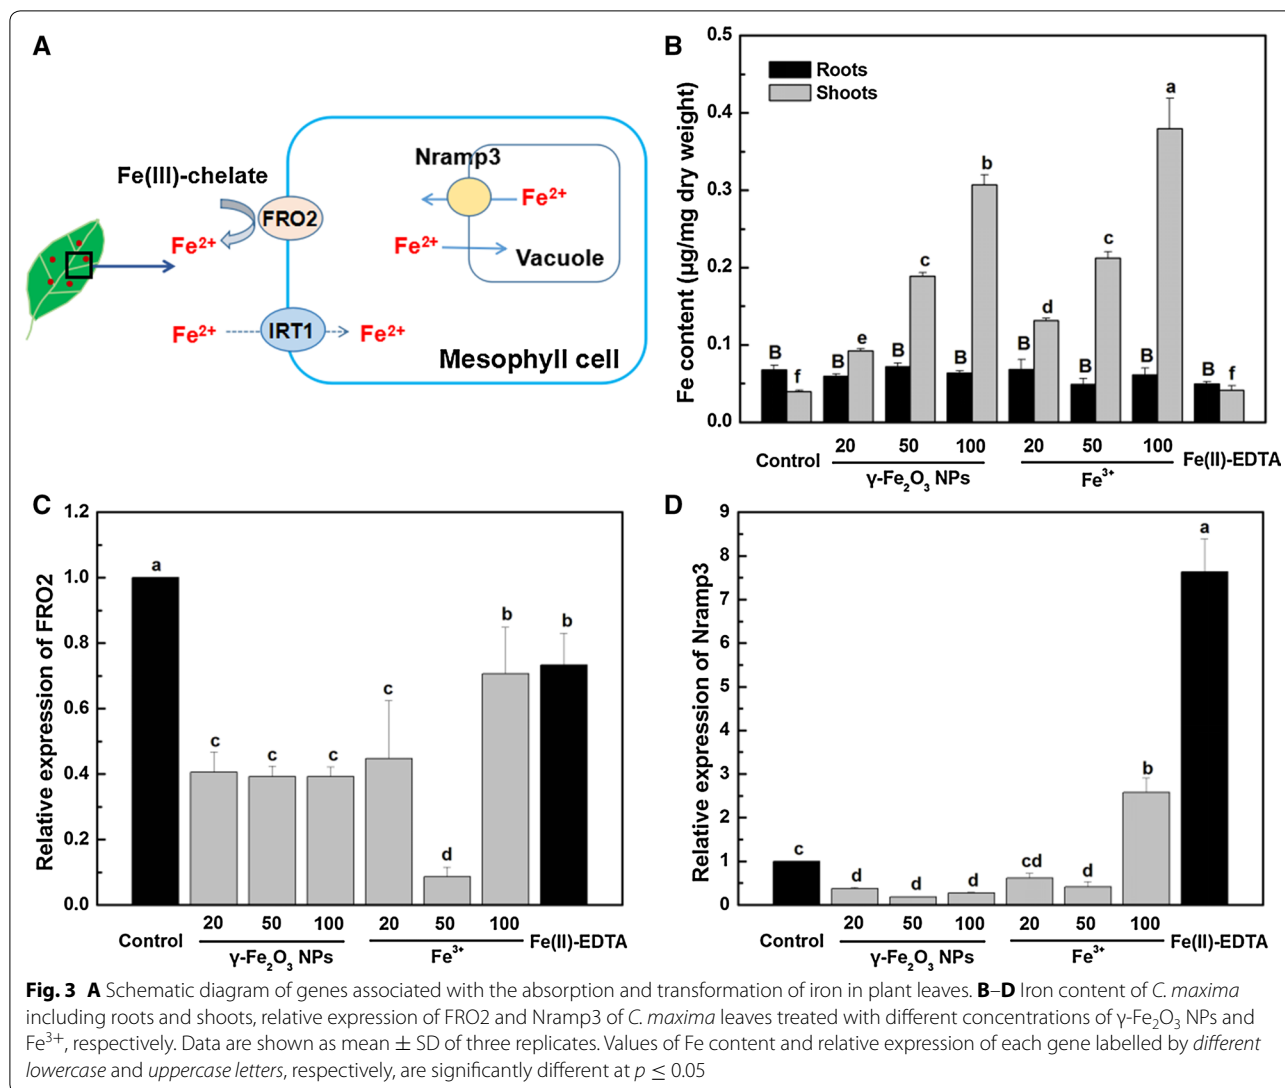 A
Fe(III)-chelate
FRO2
Fe²⁺
Fe²⁺
IRT1
Fe²⁺
Nramp3
Fe²⁺
Fe²⁺
Vacuole
Mesophyll cell
B
Fe content (µg/mg dry weight)
0.5
0.4
0.3
0.2
0.1
0.0
Roots
Shoots
B f B e B c B b B d B c B a B f
20 50 100 20 50 100
Control γ-Fe₂O₃ NPs Fe³⁺ Fe(II)-EDTA
C
Relative expression of FRO2
1.2
1.0
0.8
0.6
0.4
0.2
0.0
a c c c c d b b
20 50 100 20 50 100
Control γ-Fe₂O₃ NPs Fe³⁺ Fe(II)-EDTA
D
Relative expression of Nramp3
9
8
7
6
5
4
3
2
1
0
c d d d cd d b a
20 50 100 20 50 100
Control γ-Fe₂O₃ NPs Fe³⁺ Fe(II)-EDTA
Fig. 3 A Schematic diagram of genes associated with the absorption and transformation of iron in plant leaves. B–D Iron content of C. maxima
including roots and shoots, relative expression of FRO2 and Nramp3 of C. maxima leaves treated with different concentrations of γ-Fe₂O₃ NPs and
Fe³⁺, respectively. Data are shown as mean ± SD of three replicates. Values of Fe content and relative expression of each gene labelled by different
lowercase and uppercase letters, respectively, are significantly different at p ≤ 0.05